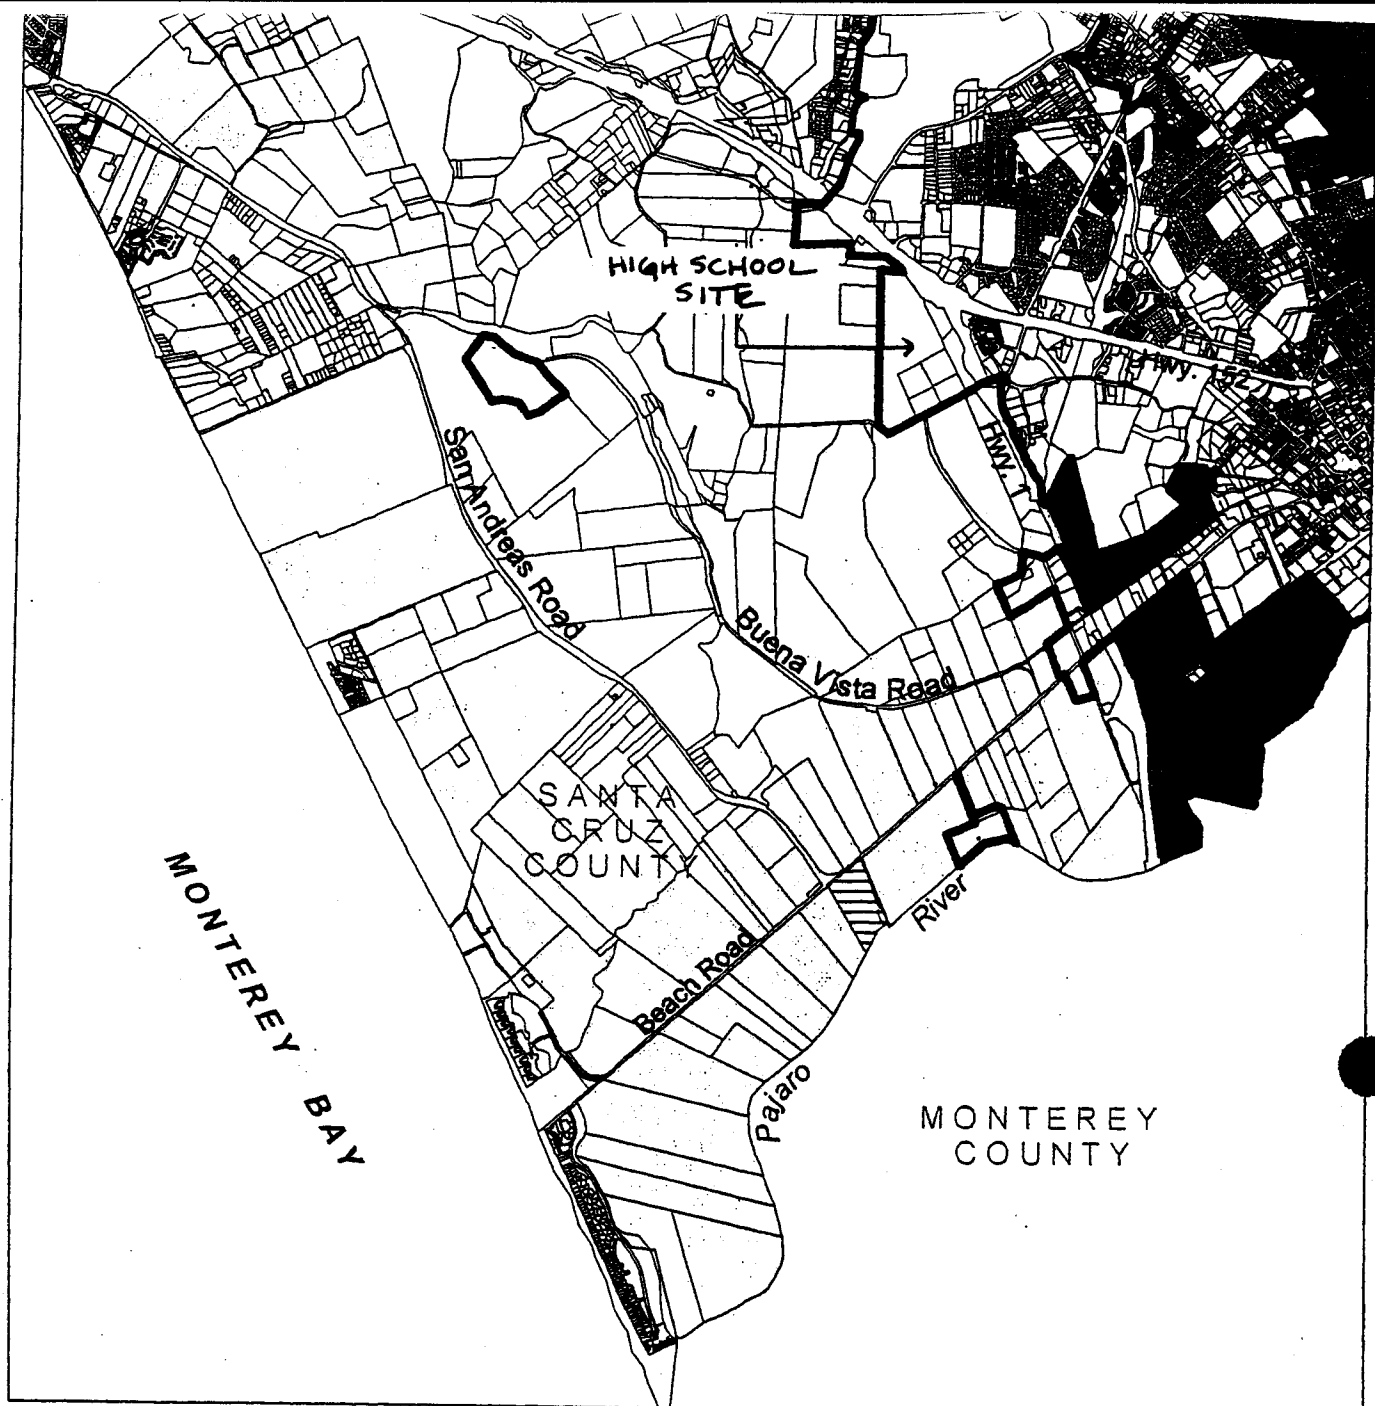 HIGH SCHOOL
SITE
Hwy. 152
Hwy. 1
San Andreas Road
Buena Vista Road
SANTA
CRUZ
COUNTY
MONTEREY BAY
River
Beach Road
Pajaro
MONTEREY
COUNTY